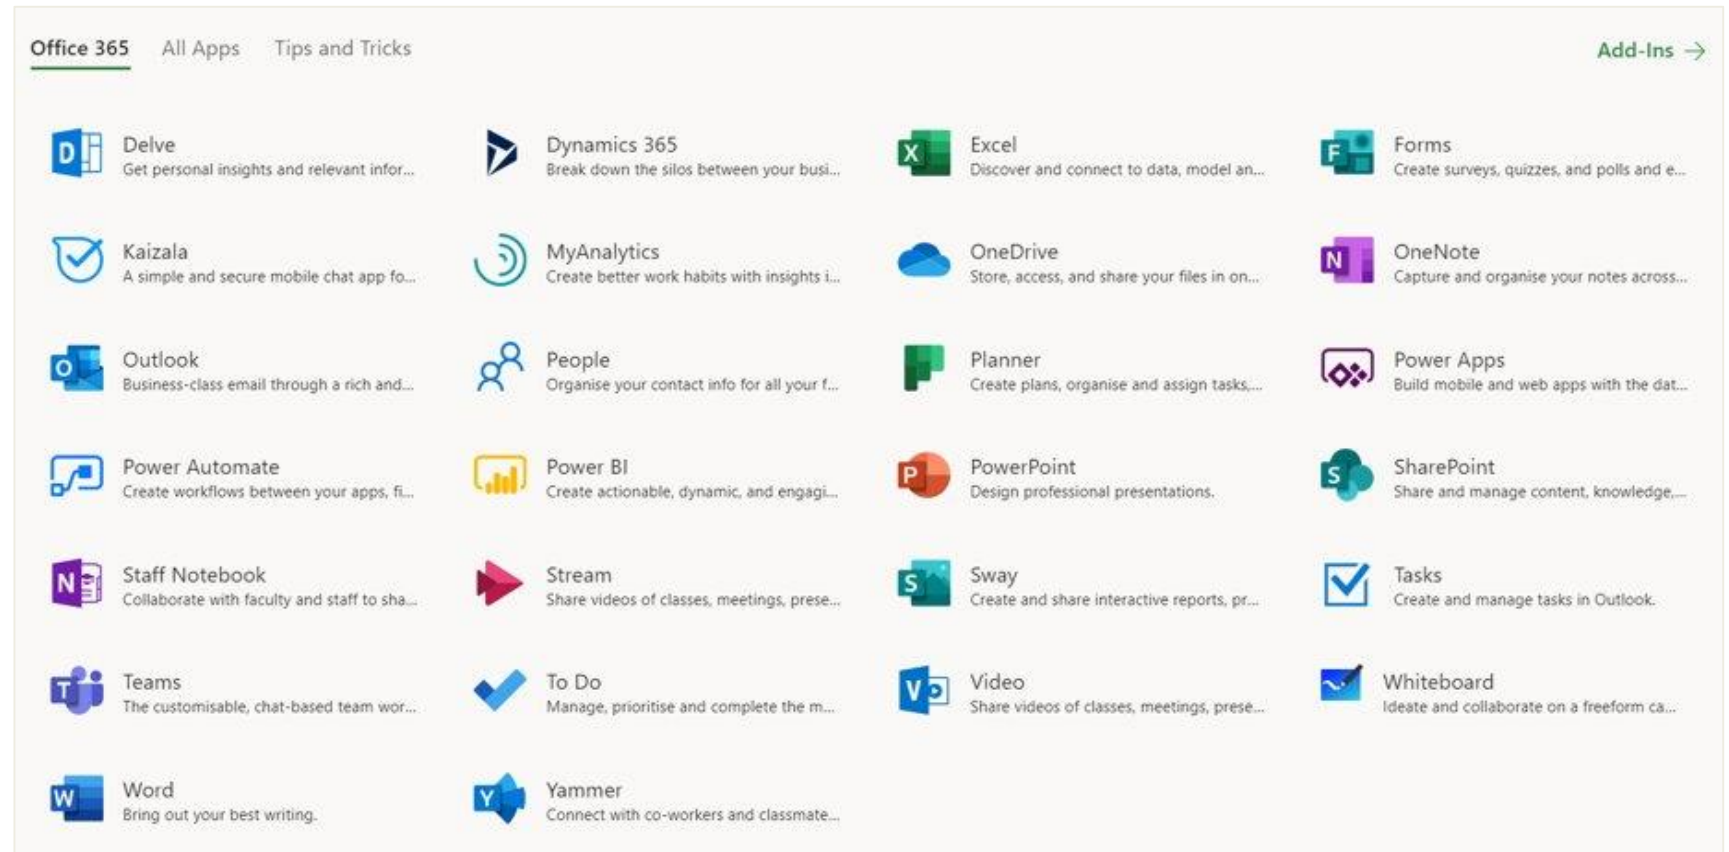 Office 365 All Apps Tips and Tricks Add-Ins →
Delve
Get personal insights and relevant infor...
Dynamics 365
Break down the silos between your busi...
Excel
Discover and connect to data, model an...
Forms
Create surveys, quizzes, and polls and e...
Kaizala
A simple and secure mobile chat app fo...
MyAnalytics
Create better work habits with insights i...
OneDrive
Store, access, and share your files in on...
OneNote
Capture and organise your notes across...
Outlook
Business-class email through a rich and...
People
Organise your contact info for all your f...
Planner
Create plans, organise and assign tasks,...
Power Apps
Build mobile and web apps with the dat...
Power Automate
Create workflows between your apps, fi...
Power BI
Create actionable, dynamic, and engagi...
PowerPoint
Design professional presentations.
SharePoint
Share and manage content, knowledge,...
Staff Notebook
Collaborate with faculty and staff to sha...
Stream
Share videos of classes, meetings, prese...
Sway
Create and share interactive reports, pr...
Tasks
Create and manage tasks in Outlook.
Teams
The customisable, chat-based team wor...
To Do
Manage, prioritise and complete the m...
Video
Share videos of classes, meetings, prese...
Whiteboard
Ideate and collaborate on a freeform ca...
Word
Bring out your best writing.
Yammer
Connect with co-workers and classmate...